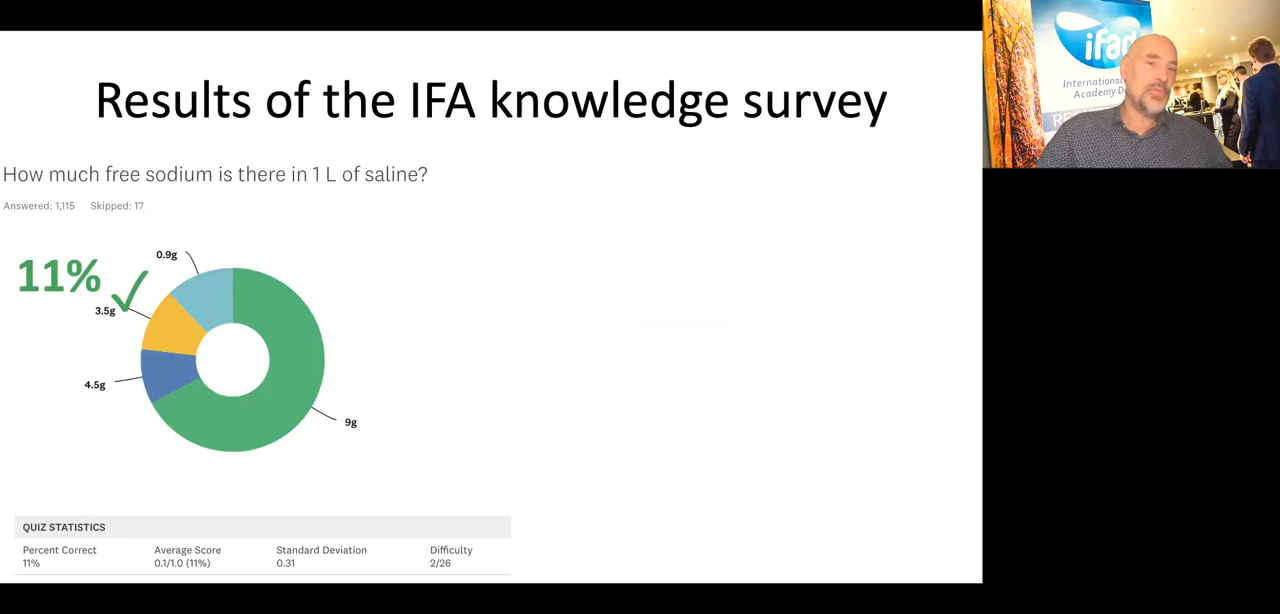 Results of the IFA knowledge survey
How much free sodium is there in 1 L of saline?
Answered: 1,115 Skipped: 17
11%
0.9g
3.5g
4.5g
9g
QUIZ STATISTICS
Percent Correct Average Score Standard Deviation Difficulty
11% 0.1/1.0 (11%) 0.31 2/26
ifad
International
Academy